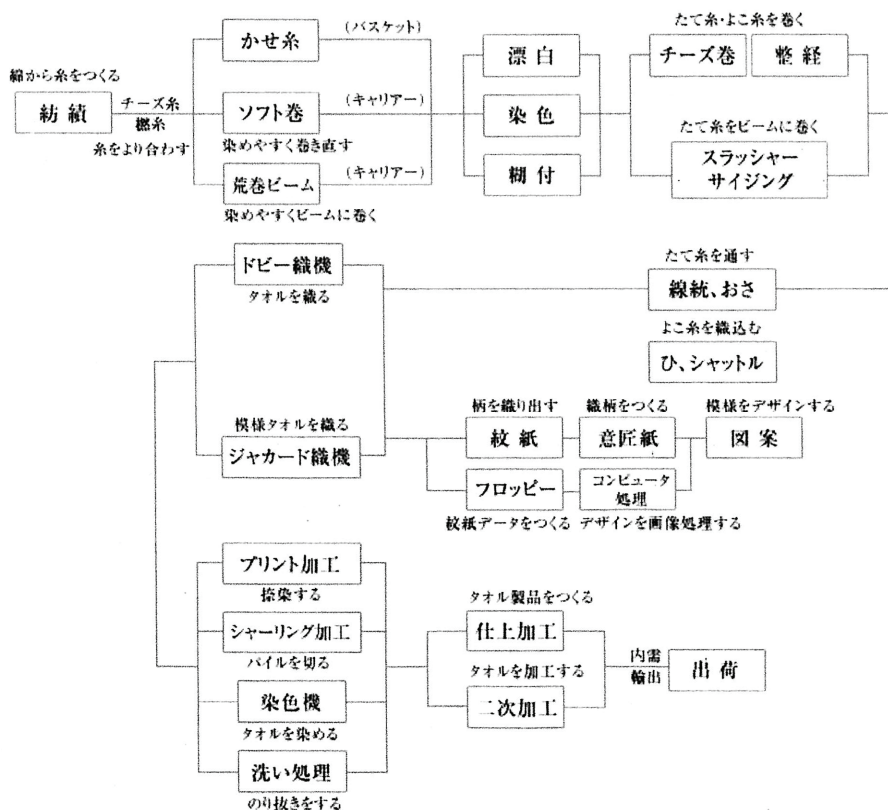 綿から糸をつくる
紡績
チーズ糸
撚糸
糸をより合わす
かせ糸
(バスケット)
ソフト巻
(キャリアー)
染めやすく巻き直す
荒巻ビーム
(キャリアー)
染めやすくビームに巻く
漂白
染色
糊付
たて糸・よこ糸を巻く
チーズ巻
整経
たて糸をビームに巻く
スラッシャー
サイジング
ドビー織機
タオルを織る
たて糸を通す
線統、おさ
よこ糸を織込む
ひ、シャットル
模様タオルを織る
ジャカード織機
柄を織り出す
紋紙
織柄をつくる
意匠紙
模様をデザインする
図案
フロッピー
コンピュータ
処理
紋紙データをつくる
デザインを画像処理する
プリント加工
捺染する
シャーリング加工
パイルを切る
染色機
タオルを染める
洗い処理
のり抜きをする
タオル製品をつくる
仕上加工
タオルを加工する
二次加工
内需
輸出
出荷